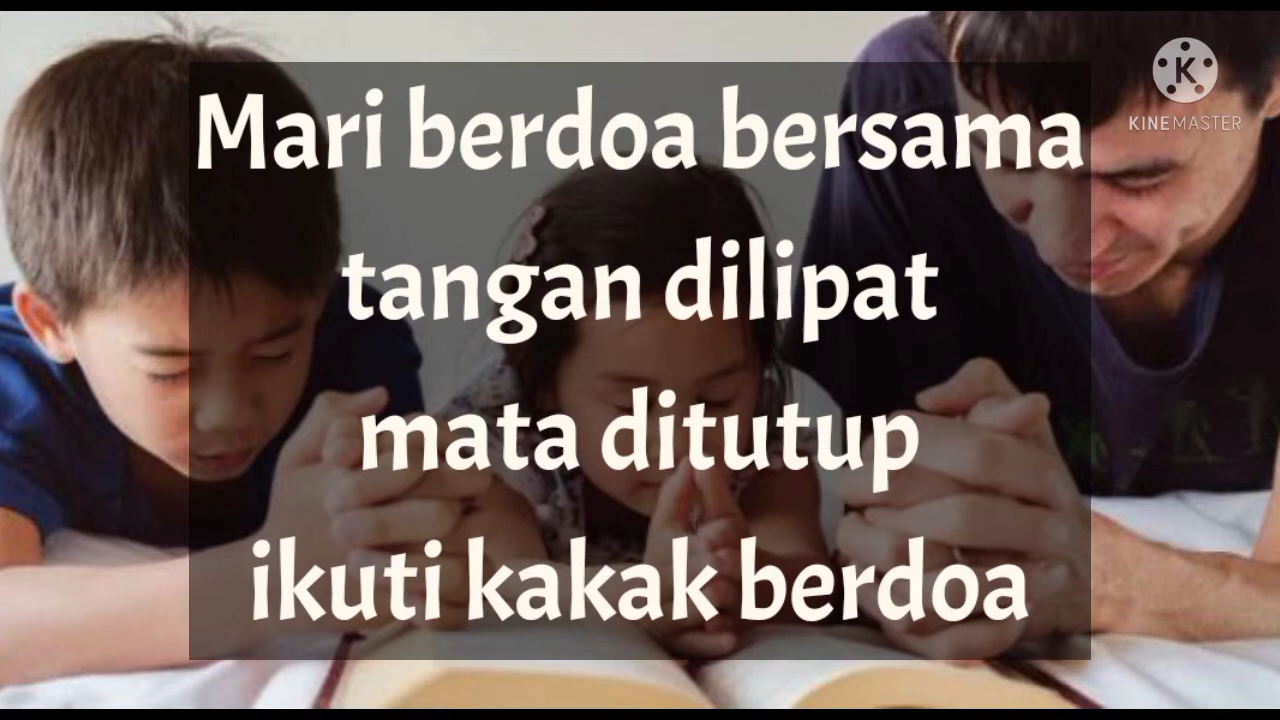 Mari berdoa bersama
tangan dilipat
mata ditutup
ikuti kakak berdoa
K
KINEMASTER